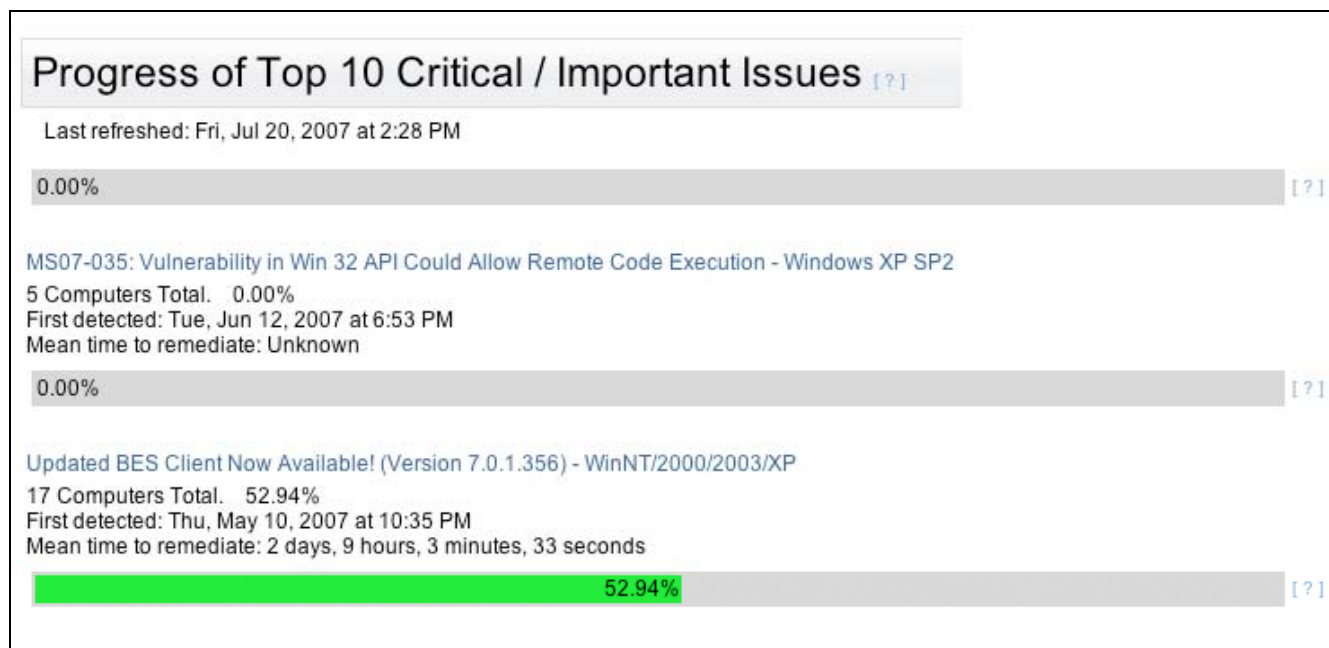 Progress of Top 10 Critical / Important Issues [ ? ]
Last refreshed: Fri, Jul 20, 2007 at 2:28 PM
0.00% [ ? ]
MS07-035: Vulnerability in Win 32 API Could Allow Remote Code Execution - Windows XP SP2
5 Computers Total. 0.00%
First detected: Tue, Jun 12, 2007 at 6:53 PM
Mean time to remediate: Unknown
0.00% [ ? ]
Updated BES Client Now Available! (Version 7.0.1.356) - WinNT/2000/2003/XP
17 Computers Total. 52.94%
First detected: Thu, May 10, 2007 at 10:35 PM
Mean time to remediate: 2 days, 9 hours, 3 minutes, 33 seconds
52.94% [ ? ]